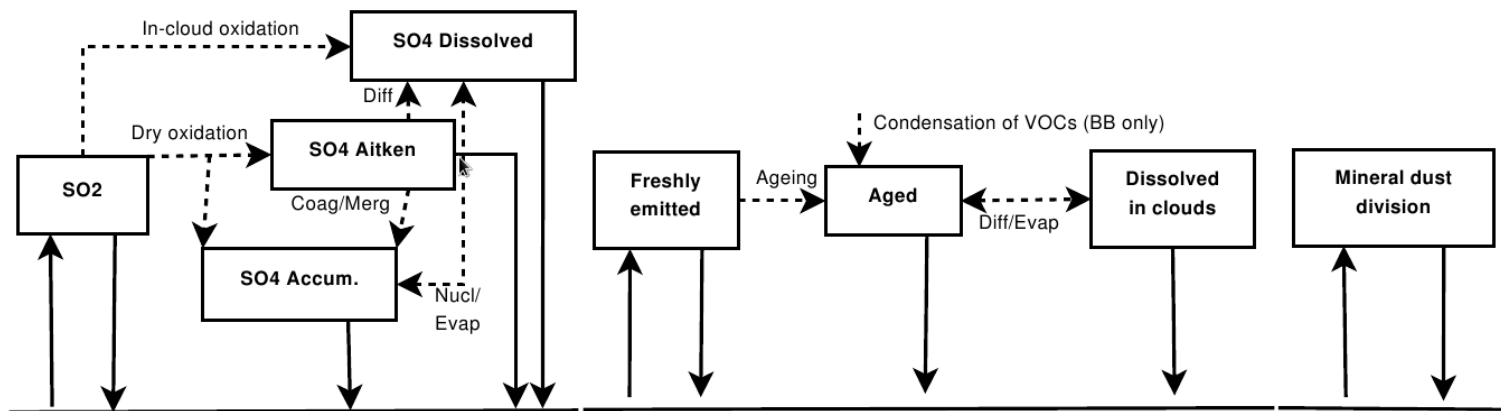 In-cloud oxidation
SO4 Dissolved
Diff
Dry oxidation
SO4 Aitken
SO2
Coag/Merg
SO4 Accum.
Nucl/
Evap
Condensation of VOCs (BB only)
Freshly
emitted
Ageing
Aged
Diff/Evap
Dissolved
in clouds
Mineral dust
division